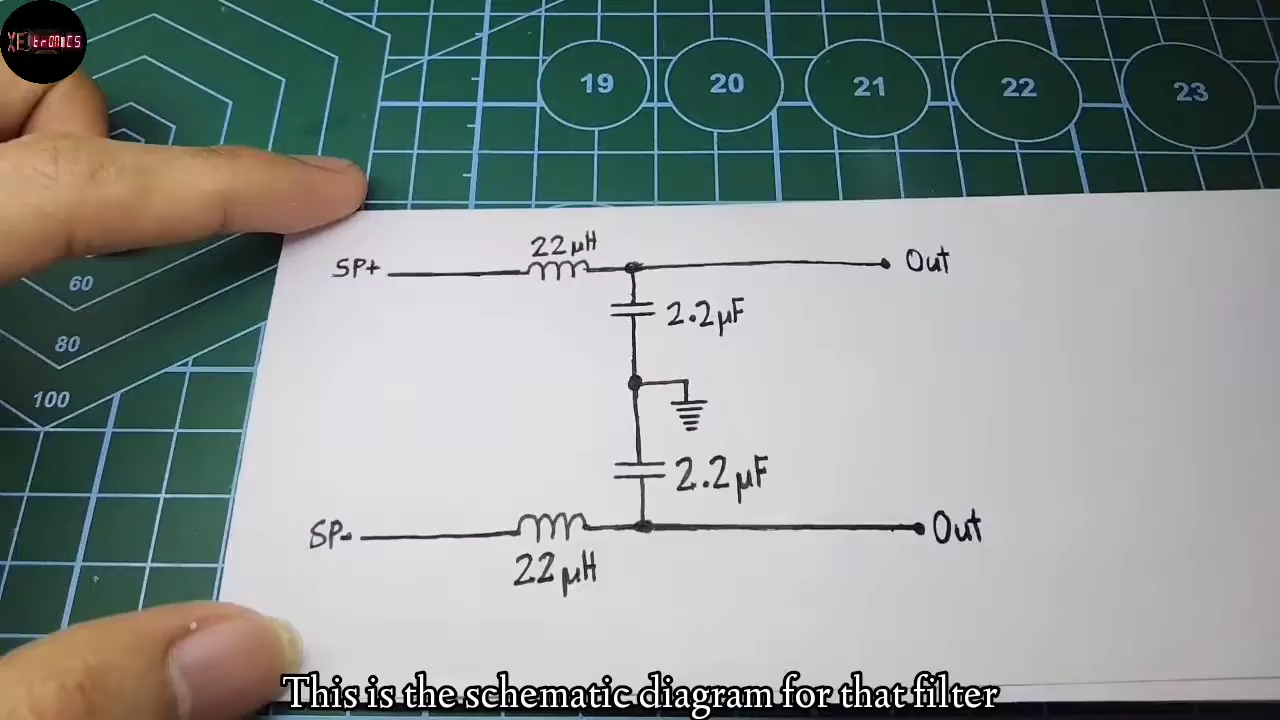 XEJtronics
19
20
21
22
23
60
80
100
22μH
SP+
Out
2.2μF
2.2μF
SP-
Out
22μH
This is the schematic diagram for that filter